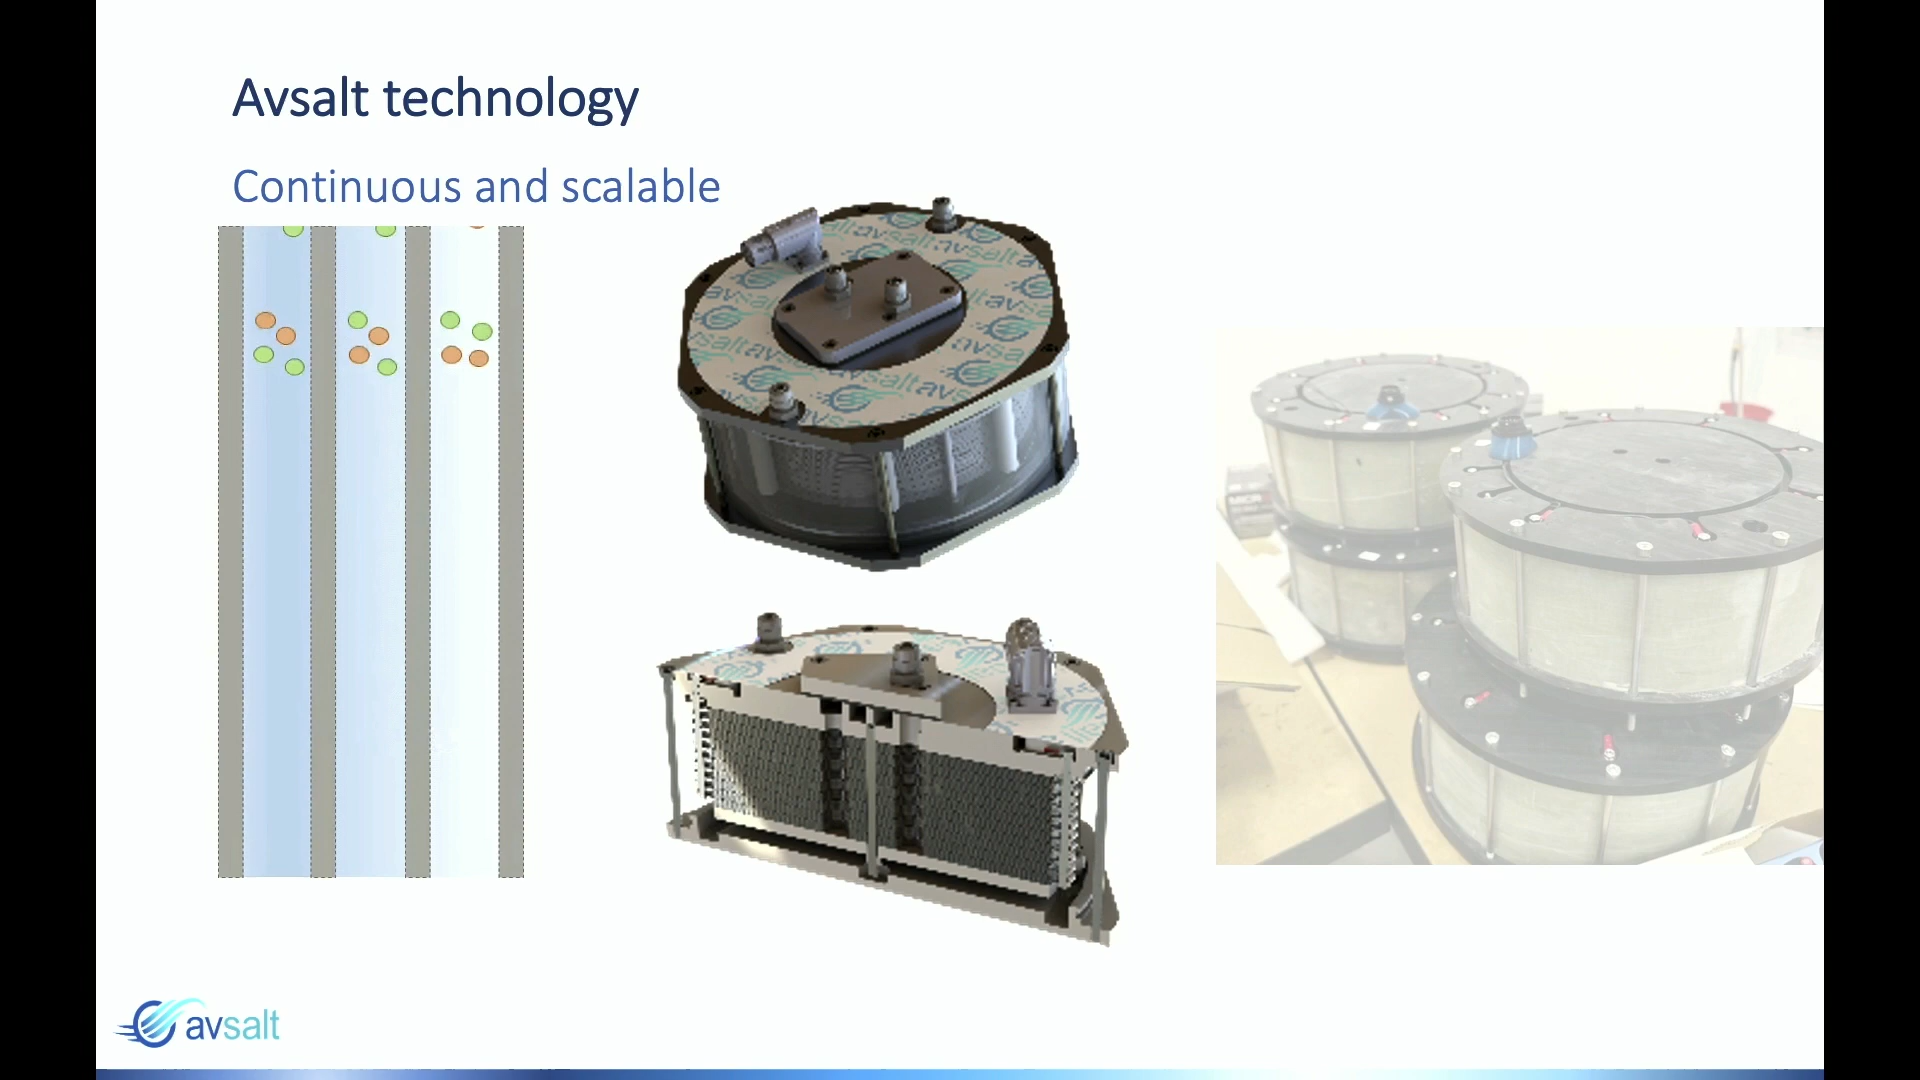 Avsalt technology
Continuous and scalable
avsalt